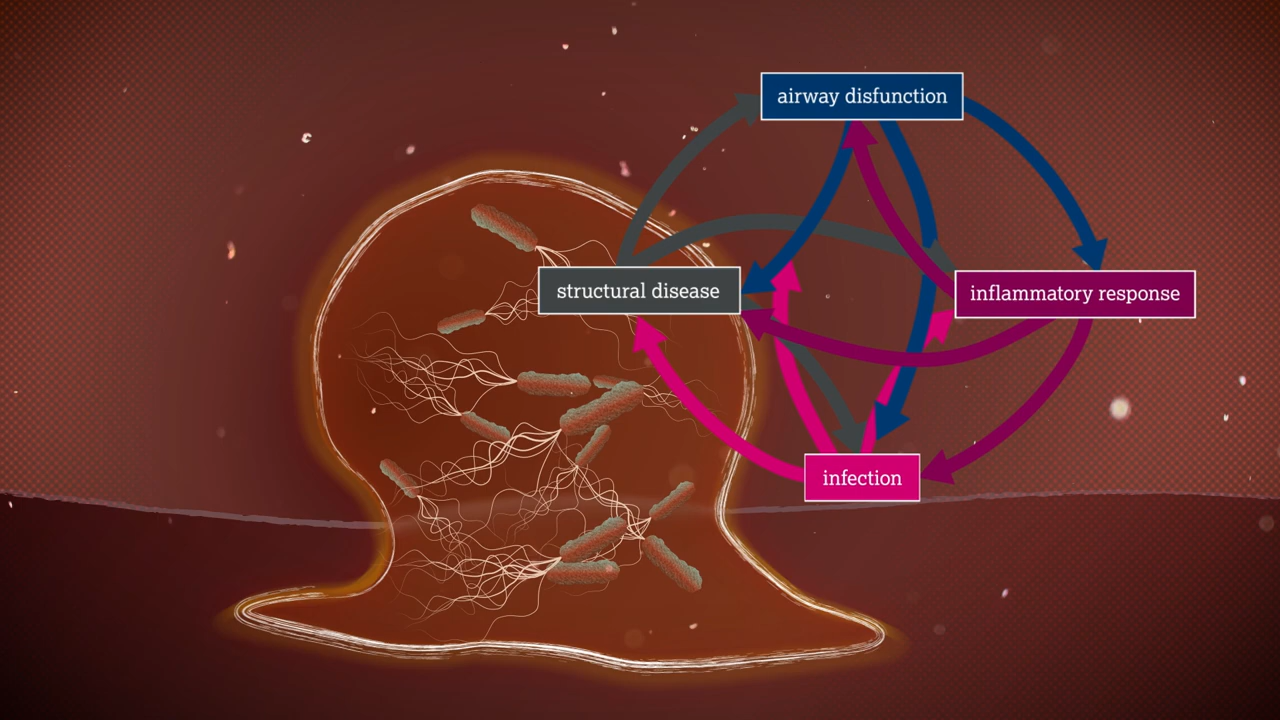 airway disfunction
structural disease
inflammatory response
infection